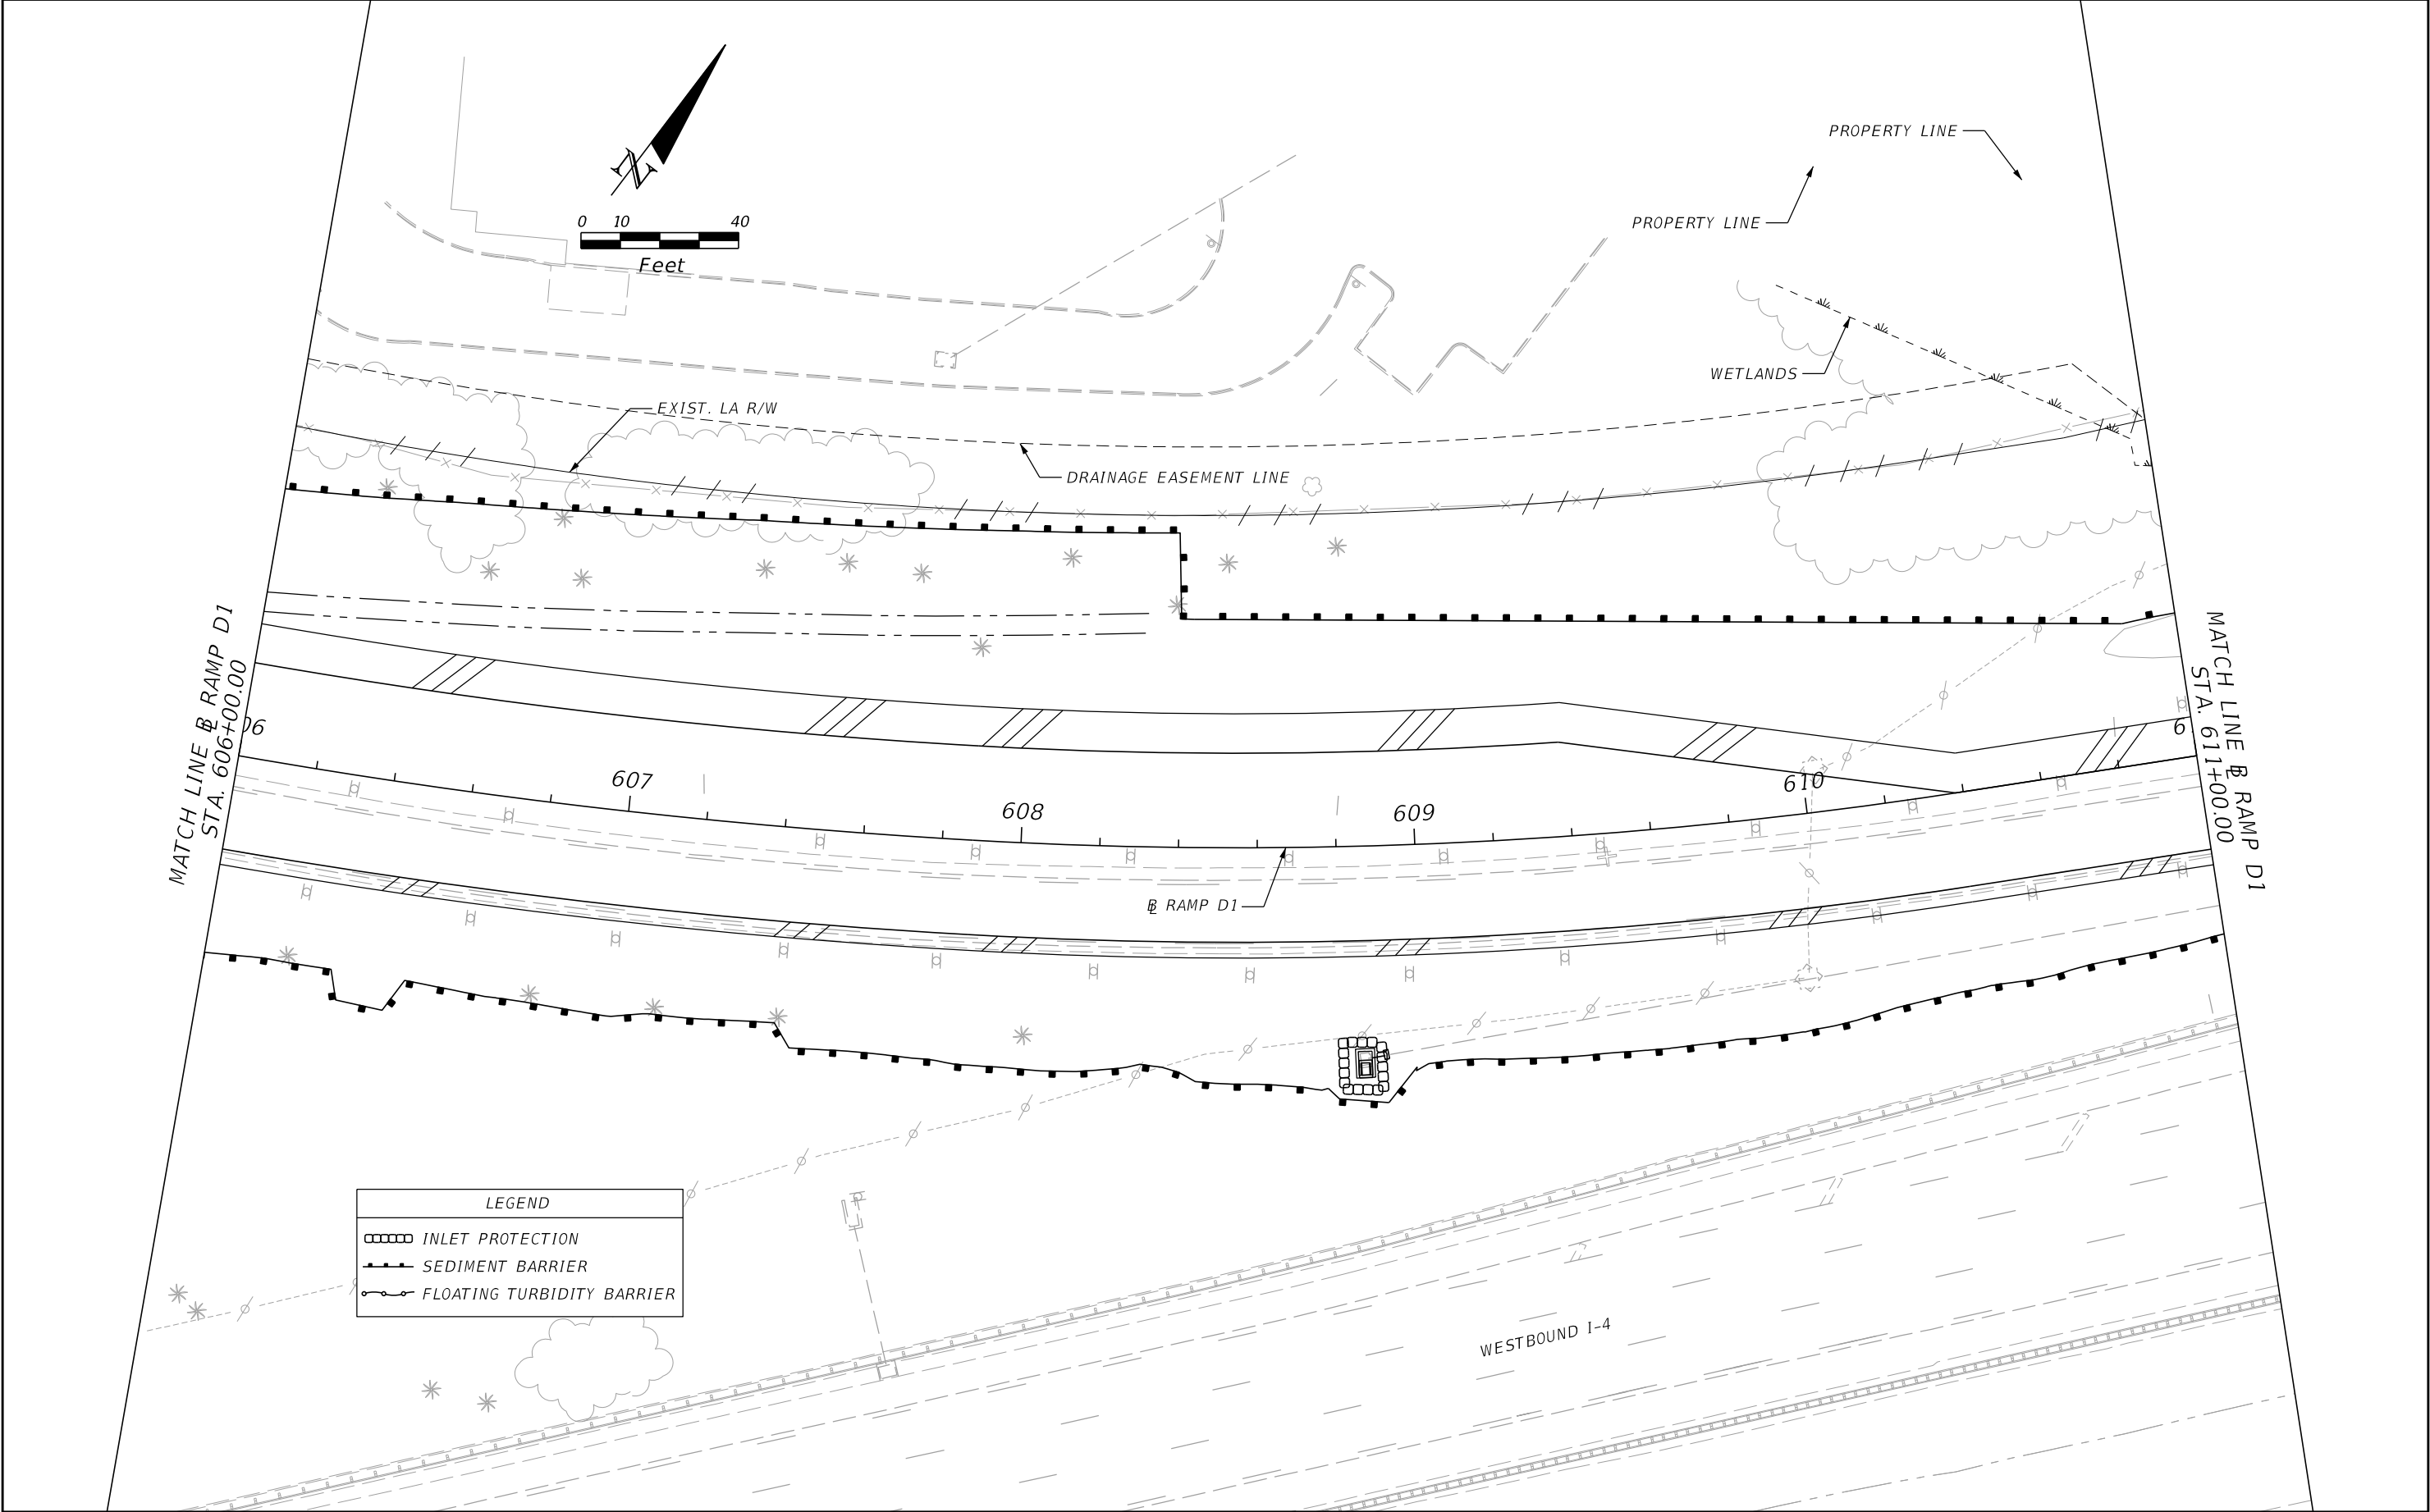 PROPERTY LINE
PROPERTY LINE
N
0 10 40
Feet
WETLANDS
EXIST. LA R/W
DRAINAGE EASEMENT LINE
MATCH LINE ⅊ RAMP D1
STA. 606+00.00
06
607
608
609
610
6
MATCH LINE ⅊ RAMP D1
STA. 611+00.00
⅊ RAMP D1
LEGEND
INLET PROTECTION
SEDIMENT BARRIER
FLOATING TURBIDITY BARRIER
WESTBOUND I-4